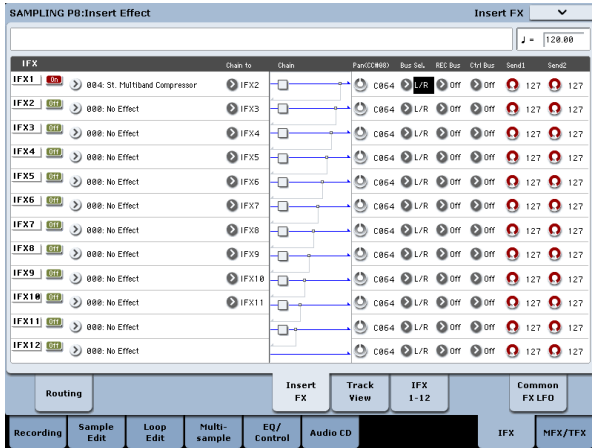 SAMPLING P8:Insert Effect Insert FX
♩= 120.00
IFX Chain to Chain Pan(CC#08) Bus Sel. REC Bus Ctrl Bus Send1 Send2
IFX1 On 004: St. Multiband Compressor IFX2 C064 L/R Off Off 127 127
IFX2 Off 000: No Effect IFX3 C064 L/R Off Off 127 127
IFX3 Off 000: No Effect IFX4 C064 L/R Off Off 127 127
IFX4 Off 000: No Effect IFX5 C064 L/R Off Off 127 127
IFX5 Off 000: No Effect IFX6 C064 L/R Off Off 127 127
IFX6 Off 000: No Effect IFX7 C064 L/R Off Off 127 127
IFX7 Off 000: No Effect IFX8 C064 L/R Off Off 127 127
IFX8 Off 000: No Effect IFX9 C064 L/R Off Off 127 127
IFX9 Off 000: No Effect IFX10 C064 L/R Off Off 127 127
IFX10 Off 000: No Effect IFX11 C064 L/R Off Off 127 127
IFX11 Off 000: No Effect C064 L/R Off Off 127 127
IFX12 Off 000: No Effect C064 L/R Off Off 127 127
Routing
Insert
FX
Track
View
IFX
1-12
Common
FX LFO
Recording
Sample
Edit
Loop
Edit
Multi-
sample
EQ/
Control
Audio CD
IFX
MFX/TFX